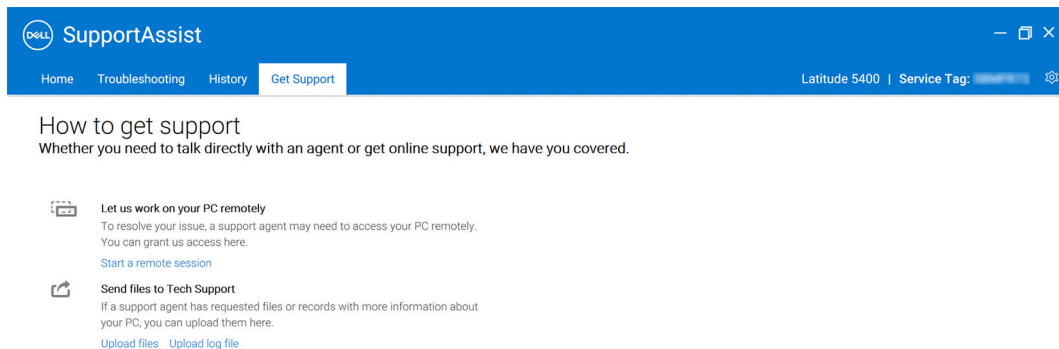 DELL SupportAssist
Home Troubleshooting History Get Support Latitude 5400 | Service Tag:
How to get support
Whether you need to talk directly with an agent or get online support, we have you covered.
Let us work on your PC remotely
To resolve your issue, a support agent may need to access your PC remotely.
You can grant us access here.
Start a remote session
Send files to Tech Support
If a support agent has requested files or records with more information about
your PC, you can upload them here.
Upload files Upload log file